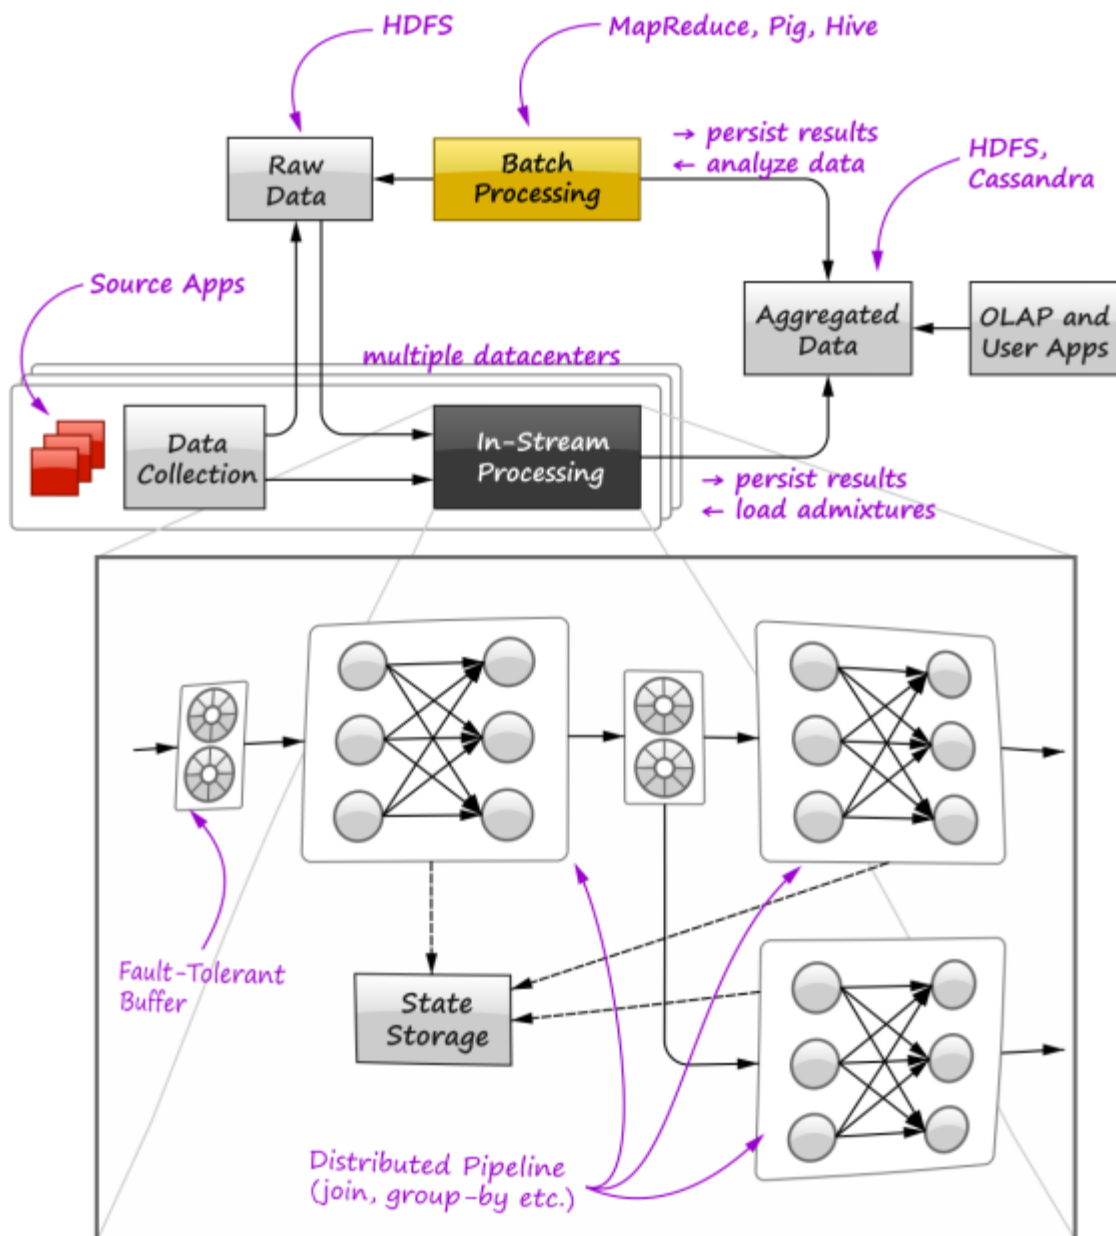 HDFS
MapReduce, Pig, Hive
Raw
Data
Batch
Processing
→ persist results
← analyze data
HDFS,
Cassandra
Source Apps
Aggregated
Data
OLAP and
User Apps
multiple datacenters
Data
Collection
In-Stream
Processing
→ persist results
← load admixtures
Fault-Tolerant
Buffer
State
Storage
Distributed Pipeline
(join, group-by etc.)